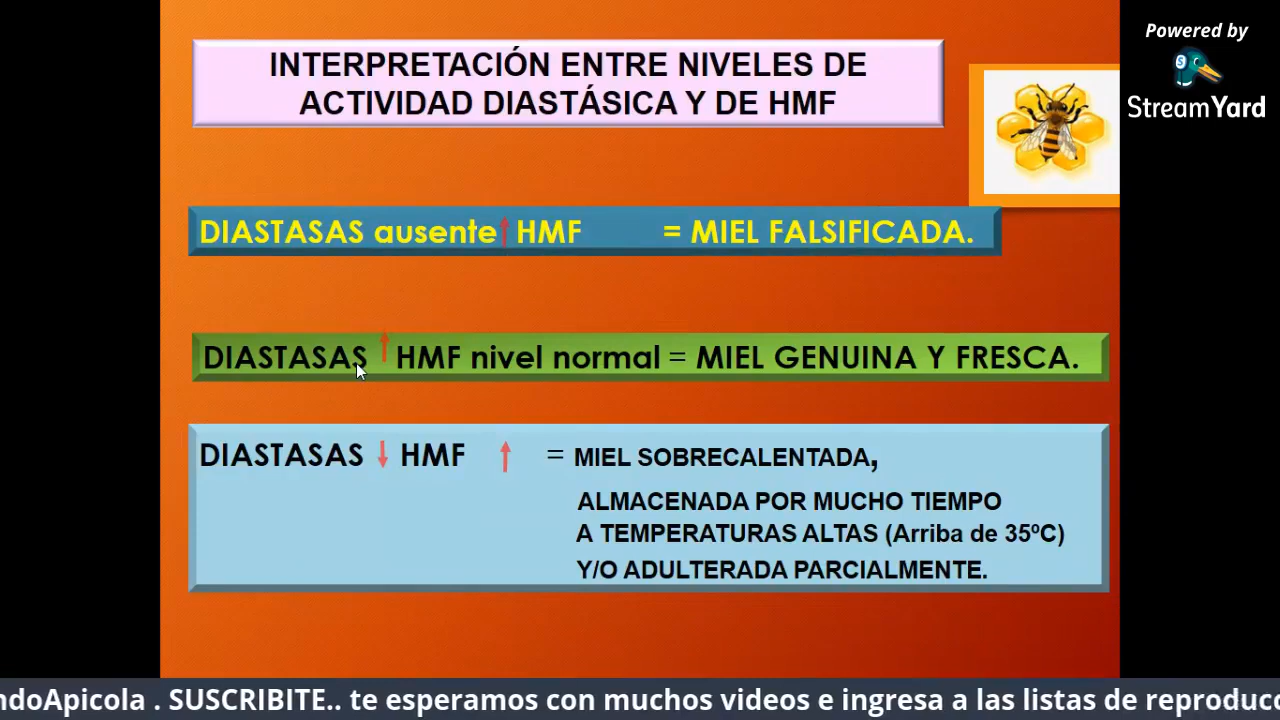 Powered by
StreamYard
INTERPRETACIÓN ENTRE NIVELES DE
ACTIVIDAD DIASTÁSICA Y DE HMF
DIASTASAS ausente↑ HMF = MIEL FALSIFICADA.
DIASTASAS ↑ HMF nivel normal = MIEL GENUINA Y FRESCA.
DIASTASAS ↓ HMF ↑ = MIEL SOBRECALENTADA,
ALMACENADA POR MUCHO TIEMPO
A TEMPERATURAS ALTAS (Arriba de 35ºC)
Y/O ADULTERADA PARCIALMENTE.
ndoApicola . SUSCRIBITE.. te esperamos con muchos videos e ingresa a las listas de reproducc